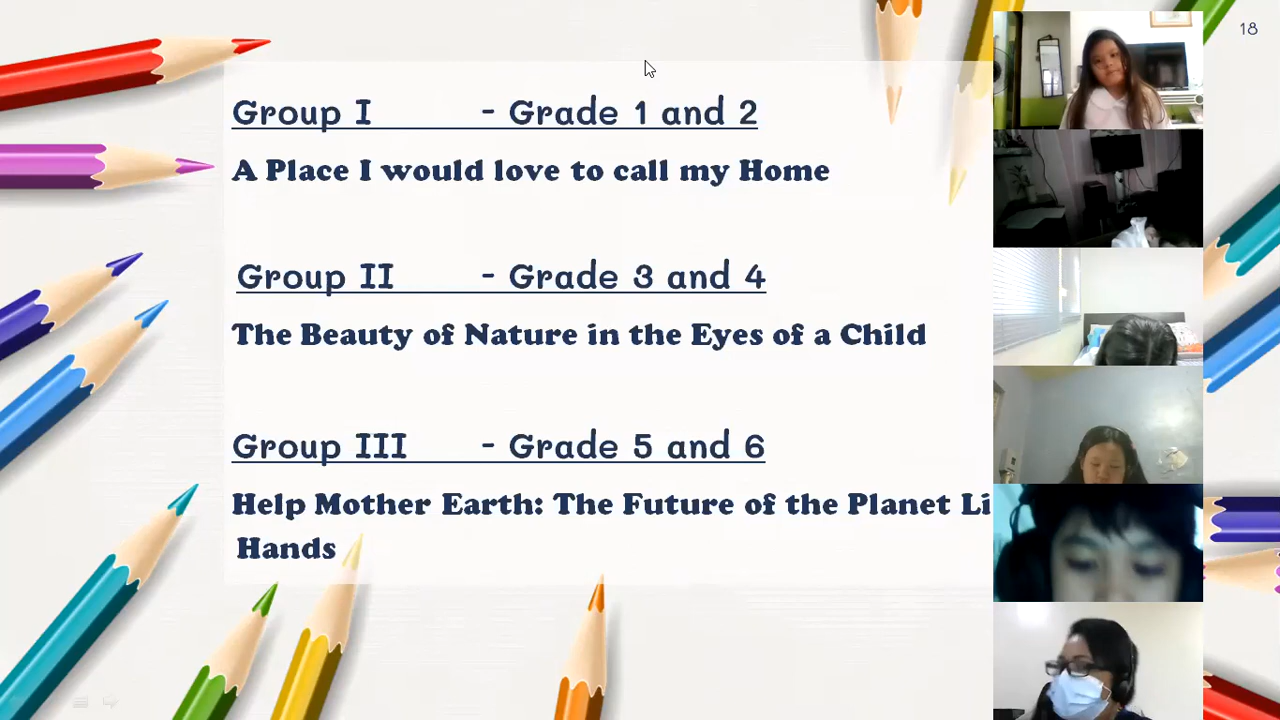 18
Group I - Grade 1 and 2
A Place I would love to call my Home
Group II - Grade 3 and 4
The Beauty of Nature in the Eyes of a Child
Group III - Grade 5 and 6
Help Mother Earth: The Future of the Planet
Hands